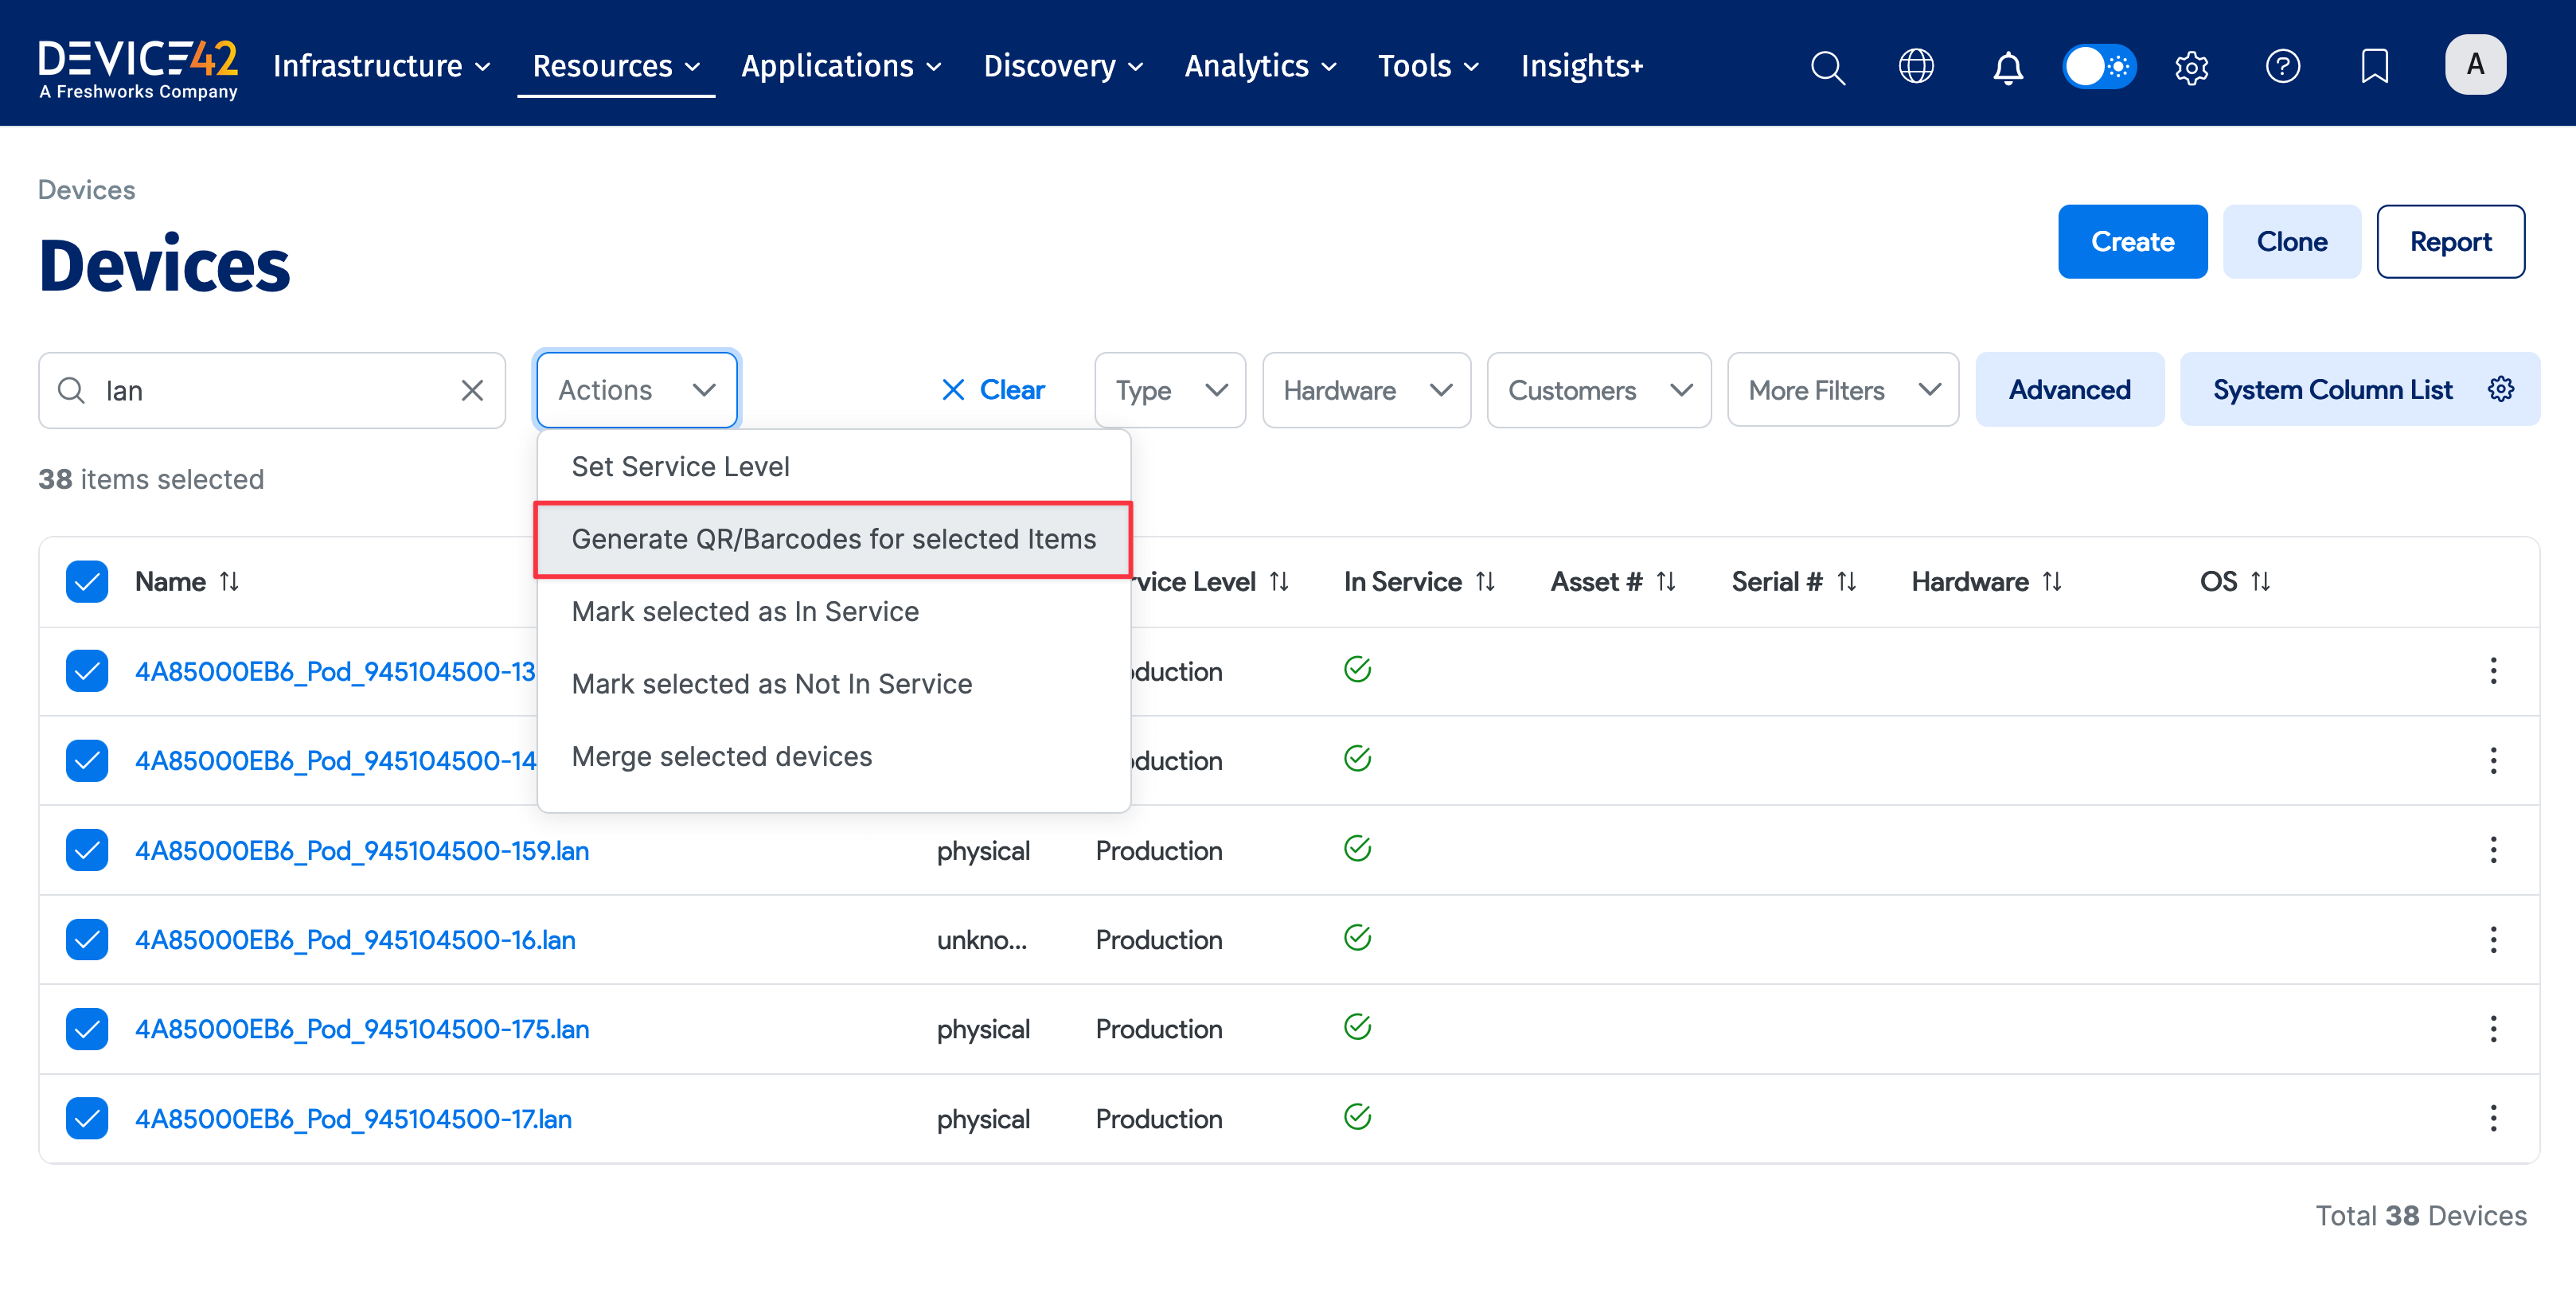 DEVICE42
A Freshworks Company
Infrastructure
Resources
Applications
Discovery
Analytics
Tools
Insights+
A
Devices
Devices
Create
Clone
Report
lan
Actions
Clear
Type
Hardware
Customers
More Filters
Advanced
System Column List
38 items selected
Set Service Level
Generate QR/Barcodes for selected Items
Mark selected as In Service
Mark selected as Not In Service
Merge selected devices
Name
vice Level
In Service
Asset #
Serial #
Hardware
OS
4A85000EB6_Pod_945104500-13
duction
4A85000EB6_Pod_945104500-14
duction
4A85000EB6_Pod_945104500-159.lan physical Production
4A85000EB6_Pod_945104500-16.lan unkno... Production
4A85000EB6_Pod_945104500-175.lan physical Production
4A85000EB6_Pod_945104500-17.lan physical Production
Total 38 Devices